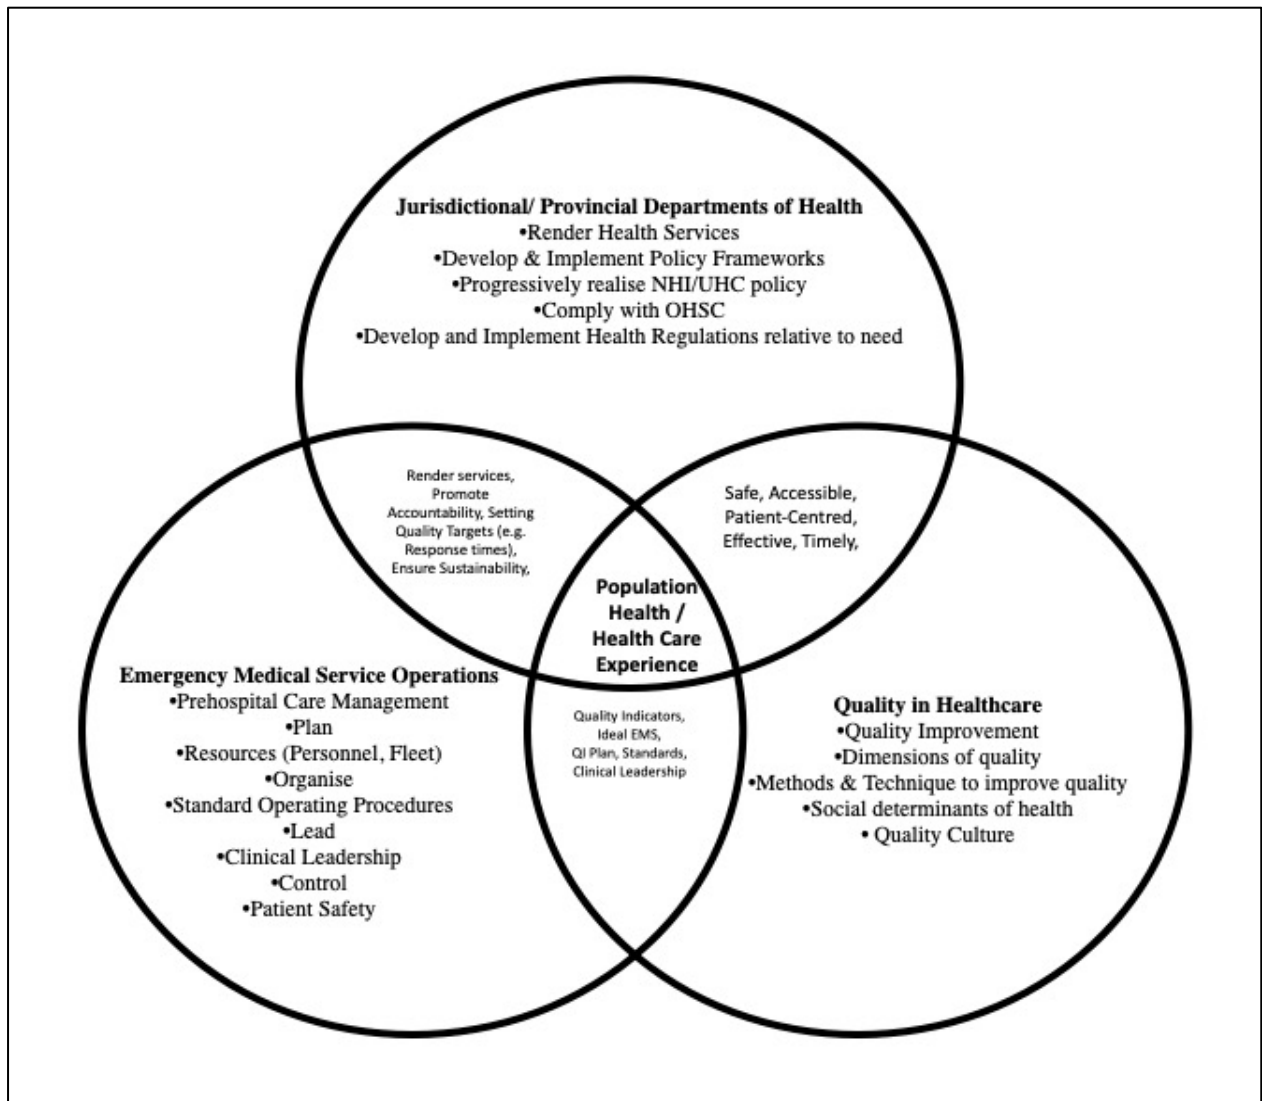 Jurisdictional/ Provincial Departments of Health
•Render Health Services
•Develop & Implement Policy Frameworks
•Progressively realise NHI/UHC policy
•Comply with OHSC
•Develop and Implement Health Regulations relative to need
Render services,
Promote
Accountability, Setting
Quality Targets (e.g.
Response times),
Ensure Sustainability,
Safe, Accessible,
Patient-Centred,
Effective, Timely,
Population
Health /
Health Care
Experience
Emergency Medical Service Operations
•Prehospital Care Management
•Plan
•Resources (Personnel, Fleet)
•Organise
•Standard Operating Procedures
•Lead
•Clinical Leadership
•Control
•Patient Safety
Quality Indicators,
Ideal EMS,
QI Plan, Standards,
Clinical Leadership
Quality in Healthcare
•Quality Improvement
•Dimensions of quality
•Methods & Technique to improve quality
•Social determinants of health
• Quality Culture